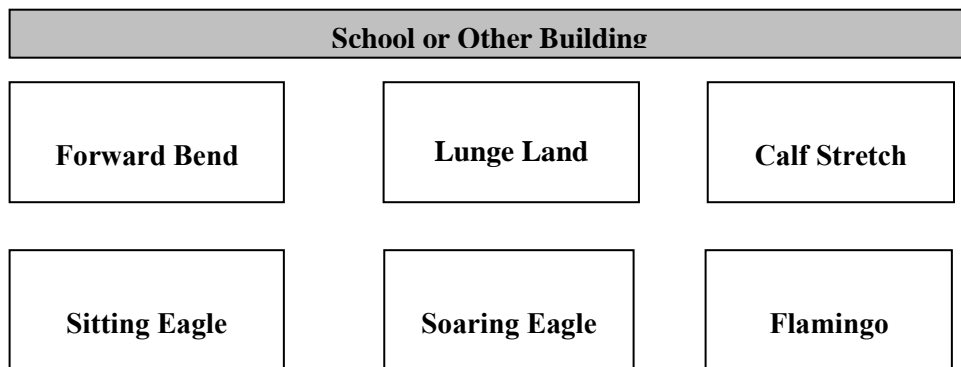 School or Other Building
Forward Bend
Lunge Land
Calf Stretch
Sitting Eagle
Soaring Eagle
Flamingo